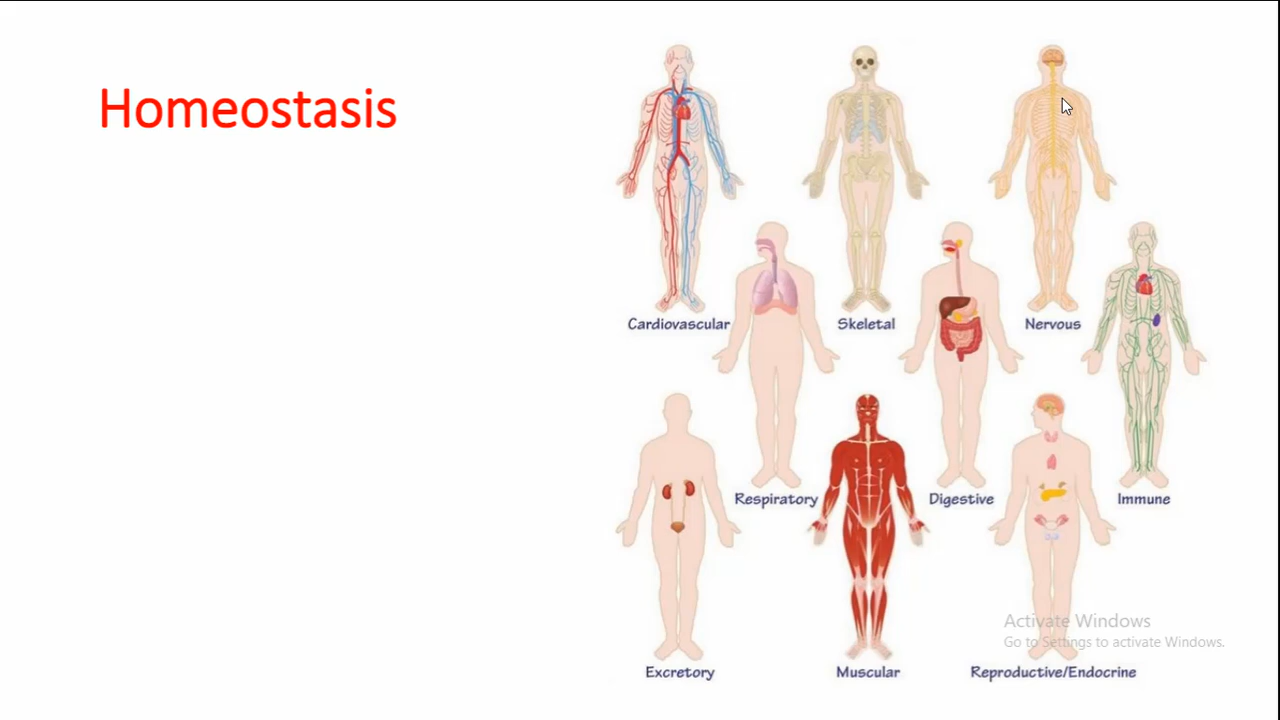 Homeostasis
Cardiovascular
Skeletal
Nervous
Respiratory
Digestive
Immune
Activate Windows
Go to Settings to activate Windows.
Excretory
Muscular
Reproductive/Endocrine